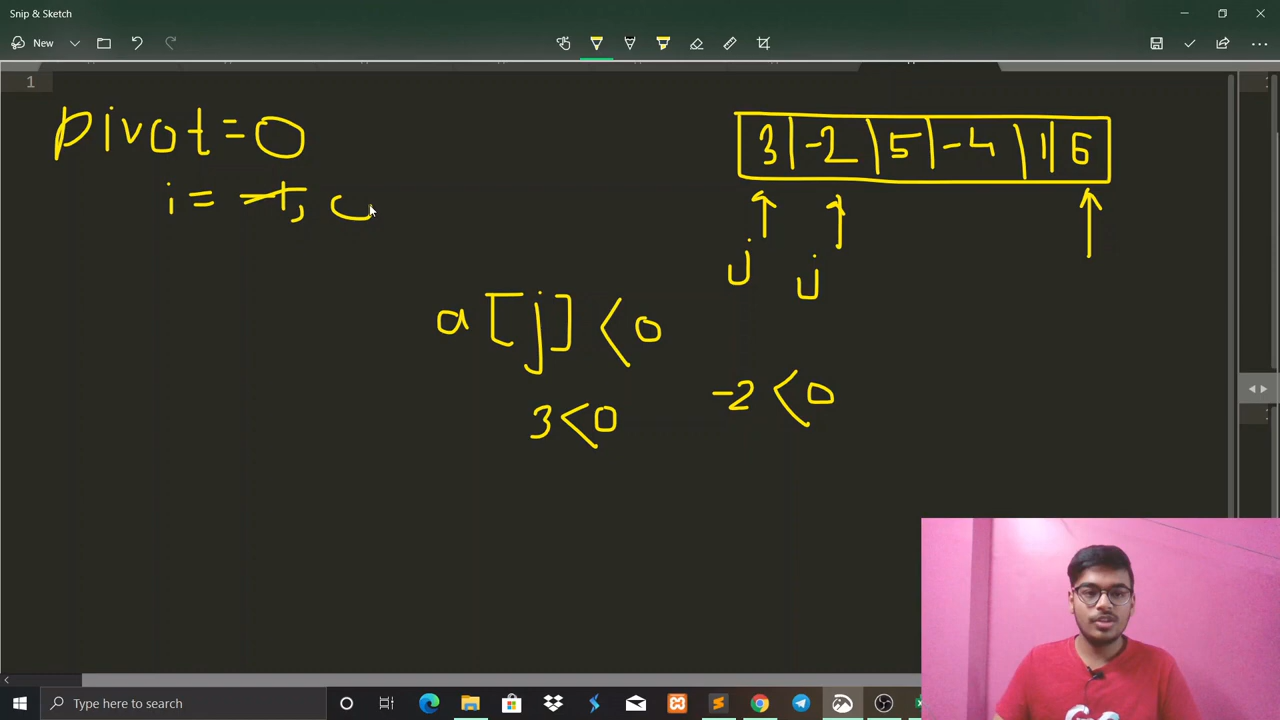 Snip & Sketch
New
1
pivot = 0
i = -1,
3 | -2 | 5 | -4 | 1 | 6
j j
a [j] < 0
3 < 0
-2 < 0
Type here to search